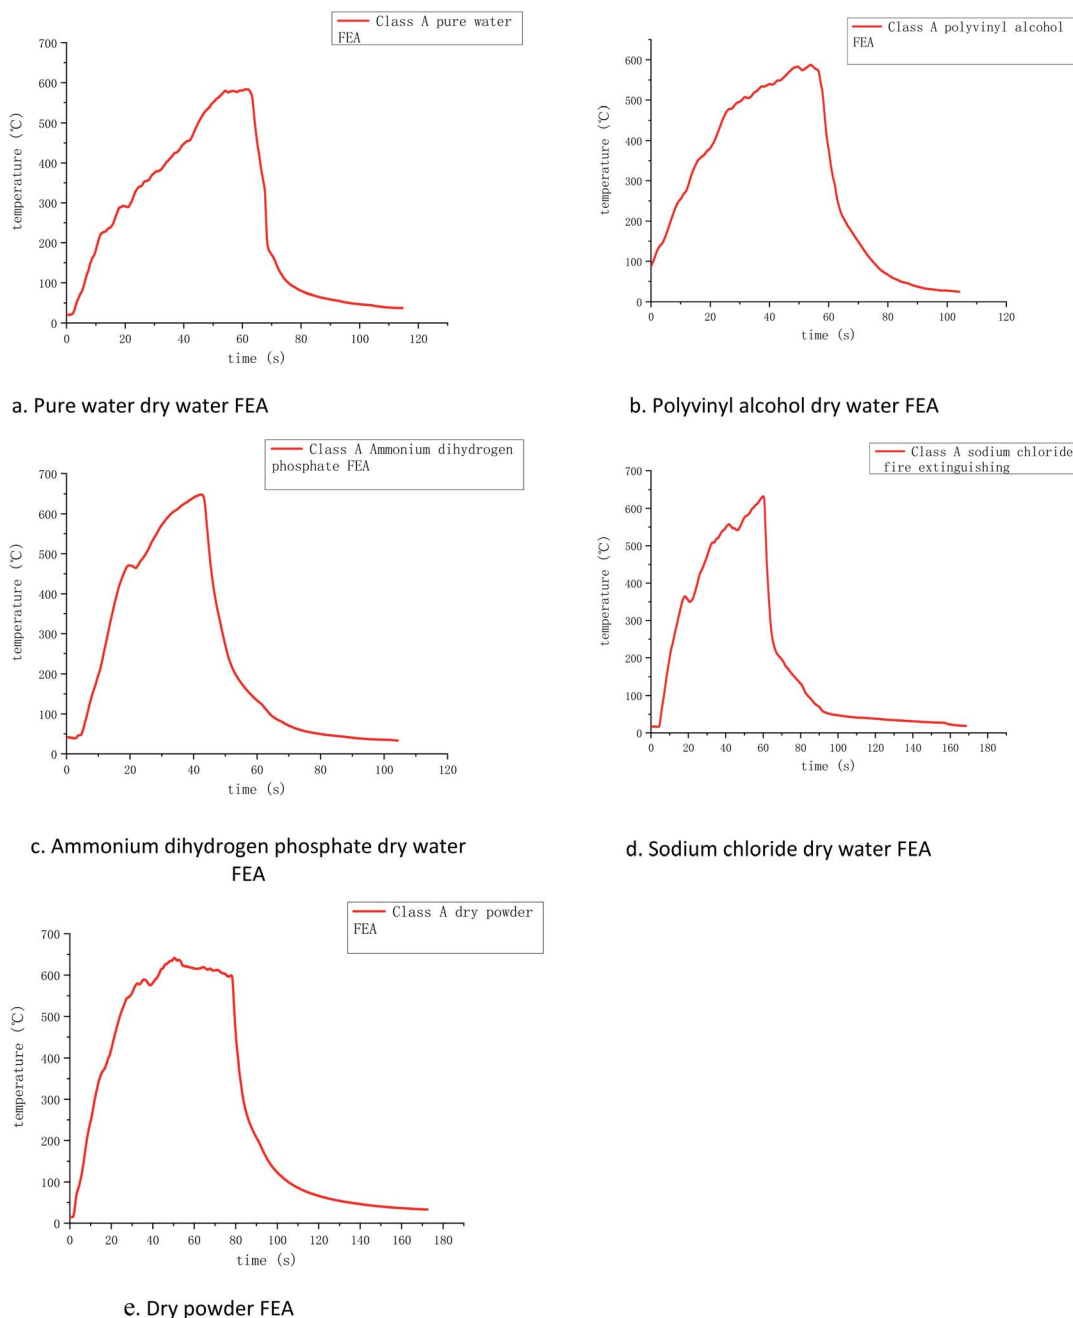 Class A pure water
FEA
700
600
500
400
300
200
100
0
temperature (℃)
0 20 40 60 80 100 120
time (s)
a. Pure water dry water FEA
Class A polyvinyl alcohol
FEA
600
500
400
300
200
100
0
temperature (℃)
0 20 40 60 80 100 120
time (s)
b. Polyvinyl alcohol dry water FEA
Class A Ammonium dihydrogen
phosphate FEA
700
600
500
400
300
200
100
0
temperature (℃)
0 20 40 60 80 100 120
time (s)
c. Ammonium dihydrogen phosphate dry water
FEA
Class A sodium chloride
fire extinguishing
700
600
500
400
300
200
100
0
temperature (℃)
0 20 40 60 80 100 120 140 160 180
time (s)
d. Sodium chloride dry water FEA
Class A dry powder
FEA
700
600
500
400
300
200
100
0
temperature (℃)
0 20 40 60 80 100 120 140 160 180
time (s)
e. Dry powder FEA